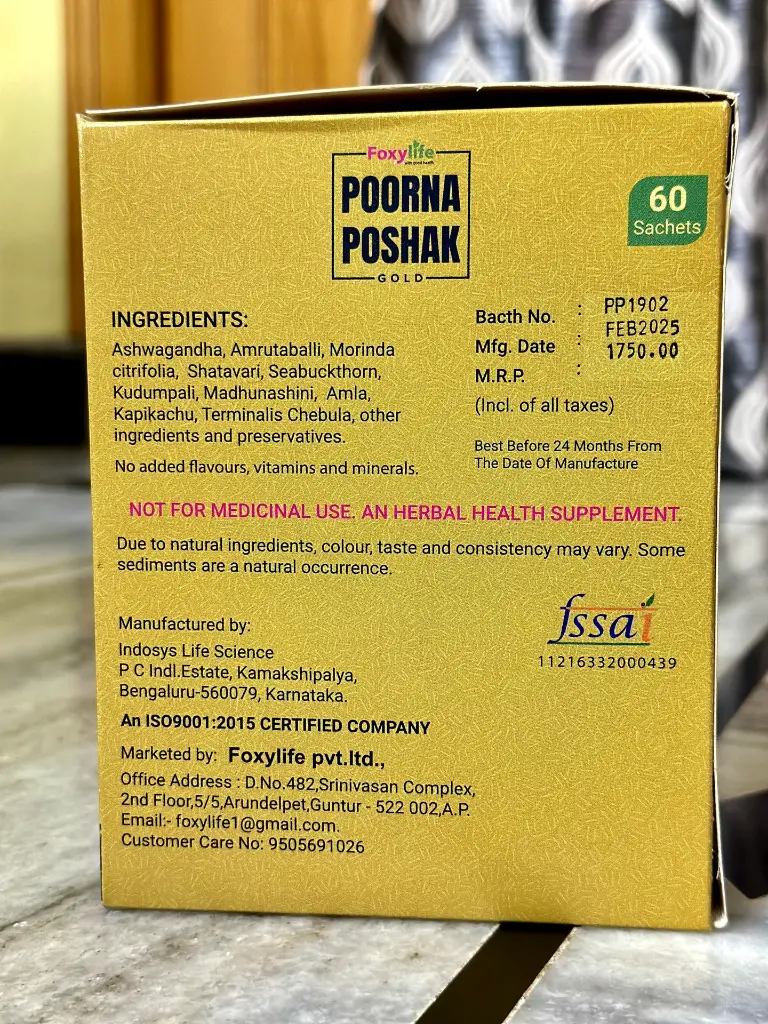 Foxylife
with good health
POORNA
POSHAK
GOLD
60
Sachets
INGREDIENTS:
Ashwagandha, Amrutaballi, Morinda
citrifolia, Shatavari, Seabuckthorn,
Kudumpali, Madhunashini, Amla,
Kapikachu, Terminalis Chebula, other
ingredients and preservatives.
No added flavours, vitamins and minerals.
Bacth No. : PP1902
Mfg. Date : FEB2025
M.R.P. : 1750.00
(Incl. of all taxes)
Best Before 24 Months From
The Date Of Manufacture
NOT FOR MEDICINAL USE. AN HERBAL HEALTH SUPPLEMENT.
Due to natural ingredients, colour, taste and consistency may vary. Some
sediments are a natural occurrence.
Manufactured by:
Indosys Life Science
P C Indl.Estate, Kamakshipalya,
Bengaluru-560079, Karnataka.
An ISO9001:2015 CERTIFIED COMPANY
fssai
11216332000439
Marketed by: Foxylife pvt.ltd.,
Office Address : D.No.482,Srinivasan Complex,
2nd Floor,5/5,Arundelpet,Guntur - 522 002,A.P.
Email:- foxylife1@gmail.com.
Customer Care No: 9505691026